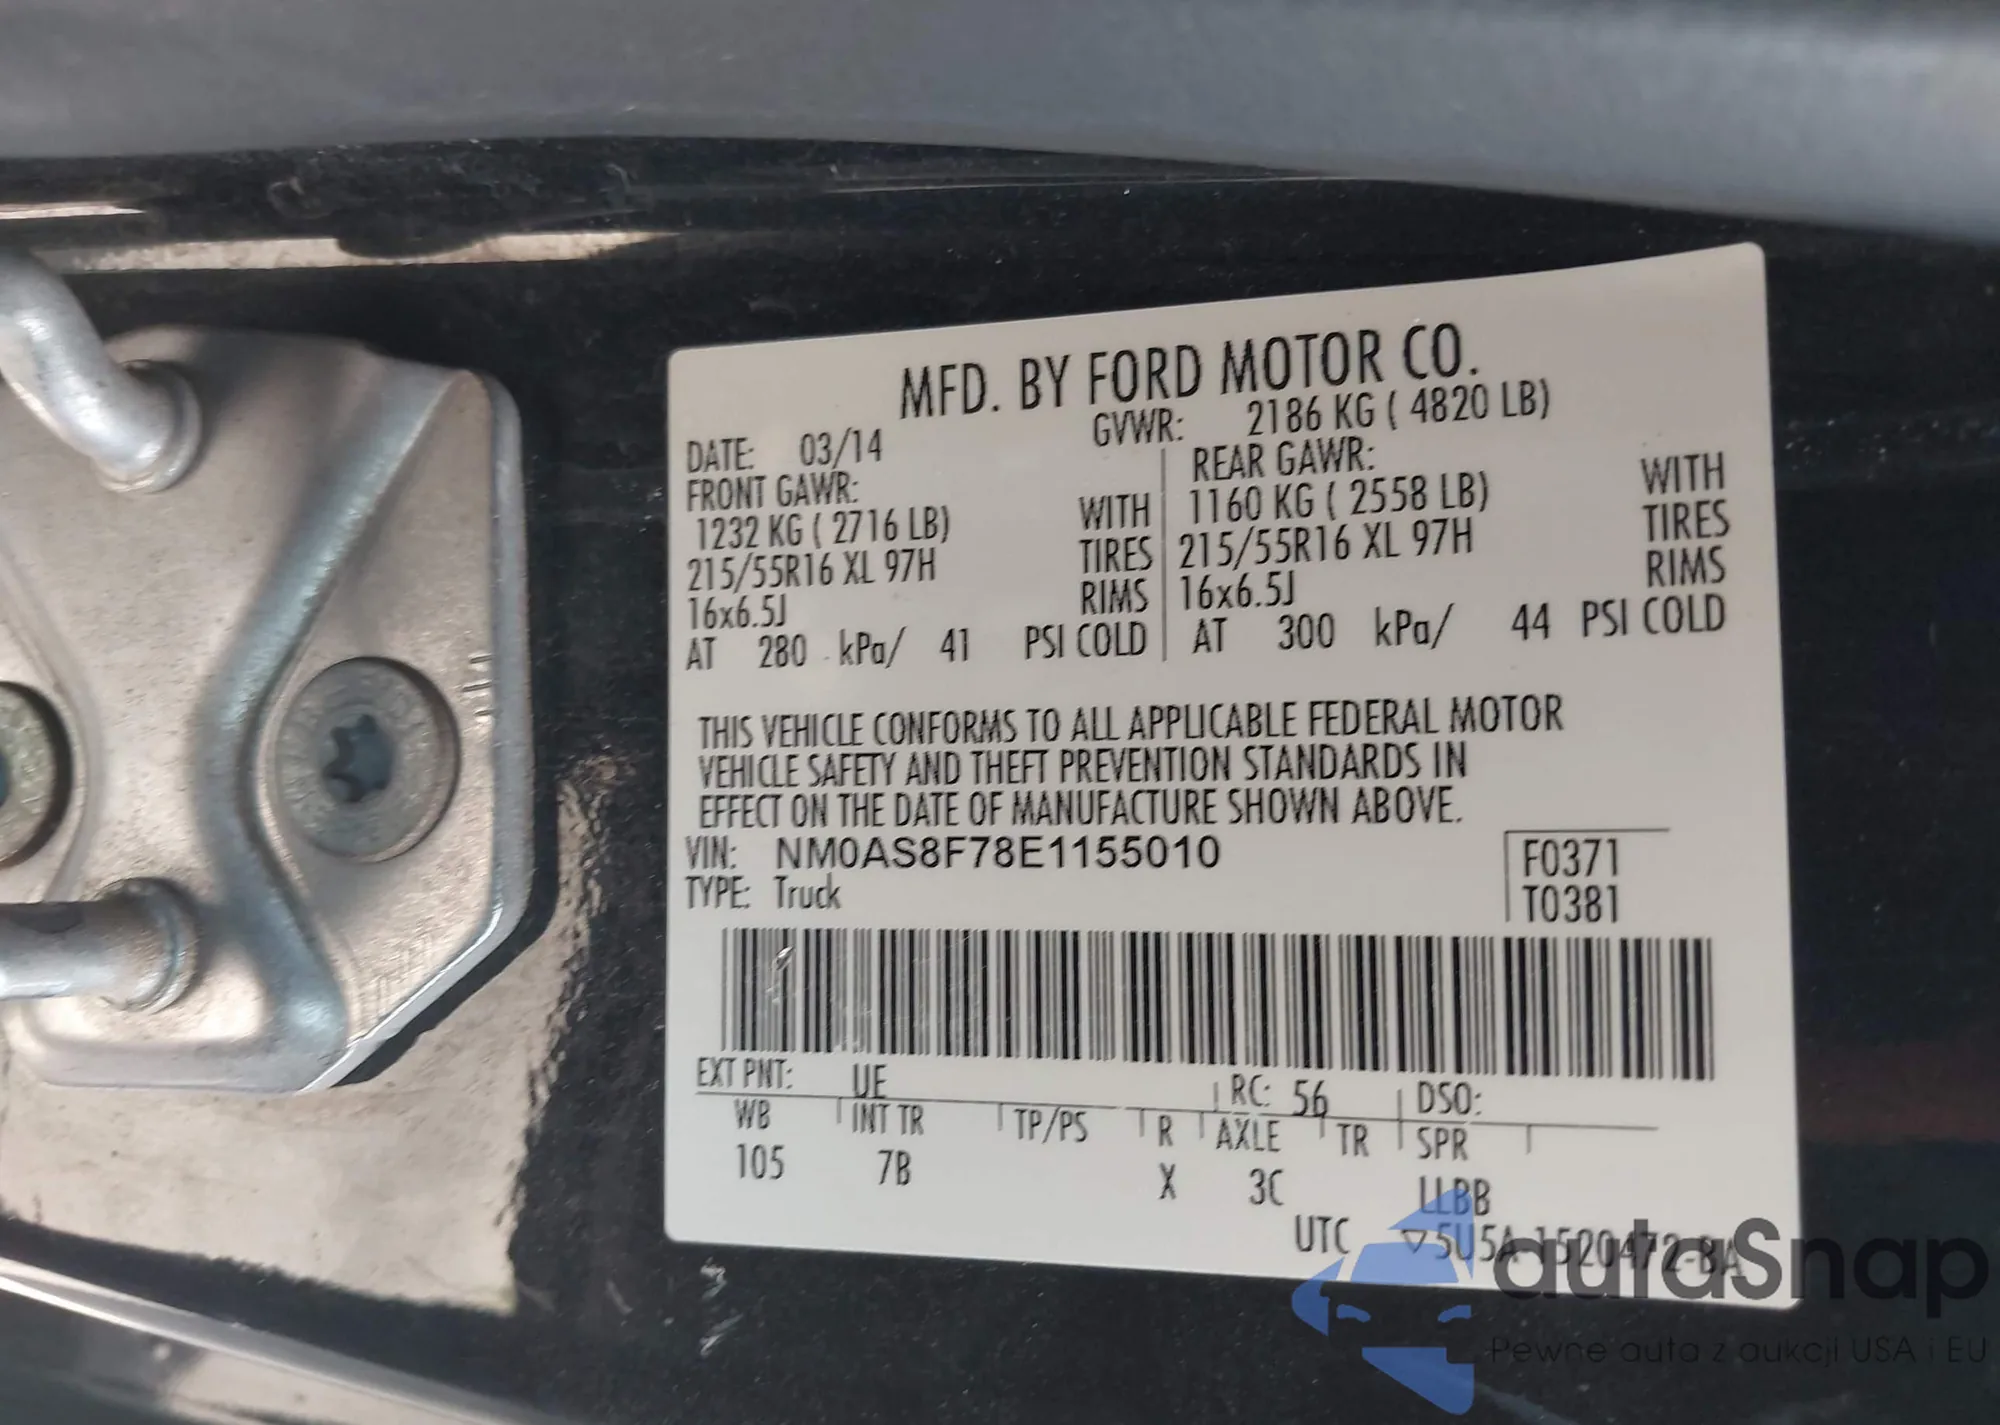 MFD. BY FORD MOTOR CO.
DATE: 03/14 GVWR: 2186 KG ( 4820 LB)
FRONT GAWR: REAR GAWR:
1232 KG ( 2716 LB) WITH 1160 KG ( 2558 LB) WITH
215/55R16 XL 97H TIRES 215/55R16 XL 97H TIRES
16x6.5J RIMS 16x6.5J RIMS
AT 280 kPa/ 41 PSI COLD AT 300 kPa/ 44 PSI COLD
THIS VEHICLE CONFORMS TO ALL APPLICABLE FEDERAL MOTOR
VEHICLE SAFETY AND THEFT PREVENTION STANDARDS IN
EFFECT ON THE DATE OF MANUFACTURE SHOWN ABOVE.
VIN: NM0AS8F78E1155010 F0371
TYPE: Truck T0381
EXT PNT: UE RC: 56 DSO:
WB INT TR TP/PS R AXLE TR SPR
105 7B X 3C LLBB
UTC ▽5U5A-1520472-BA
autaSnap
Pewne auta z aukcji USA i EU